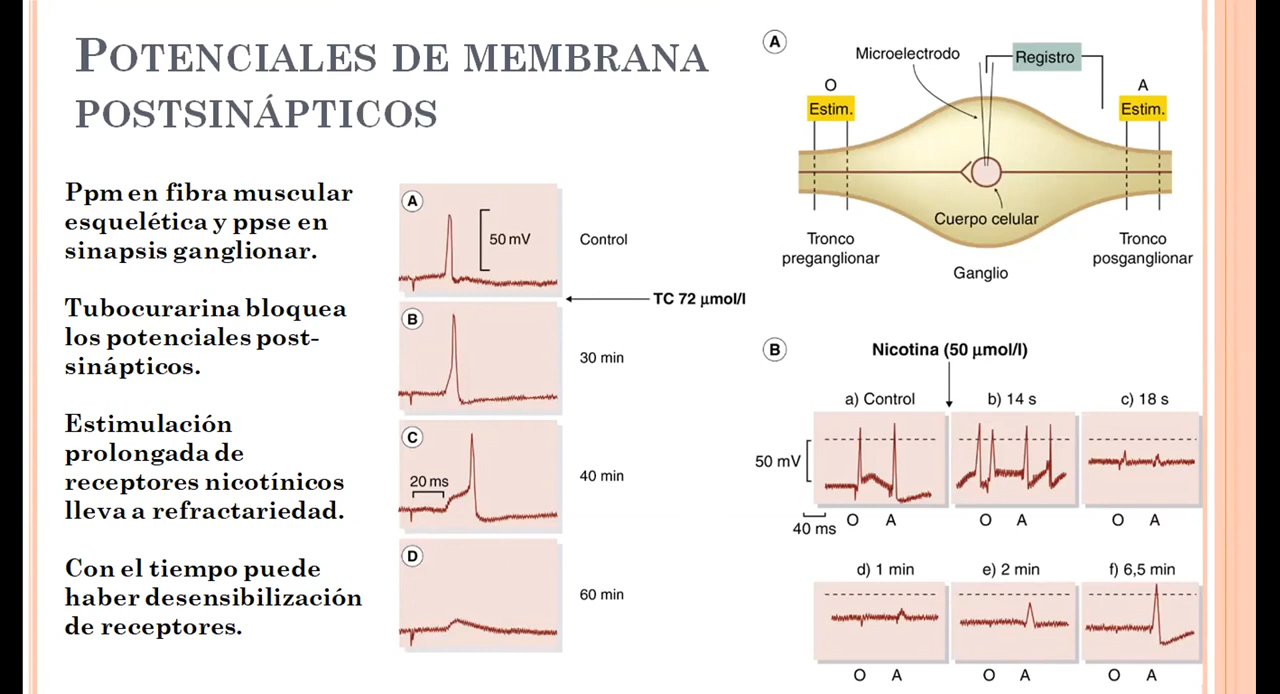 POTENCIALES DE MEMBRANA
POSTSINÁPTICOS
Ppm en fibra muscular
esquelética y ppse en
sinapsis ganglionar.
Tubocurarina bloquea
los potenciales post-
sinápticos.
Estimulación
prolongada de
receptores nicotínicos
lleva a refractariedad.
Con el tiempo puede
haber desensibilización
de receptores.
A
50 mV
Control
TC 72 μmol/l
B
30 min
C
20 ms
40 min
D
60 min
A
Microelectodo
Registro
O
Estim.
A
Estim.
Cuerpo celular
Tronco
preganglionar
Ganglio
Tronco
posganglionar
B
Nicotina (50 μmol/l)
a) Control
b) 14 s
c) 18 s
50 mV
40 ms
O A
O A
O A
d) 1 min
e) 2 min
f) 6,5 min
O A
O A
O A